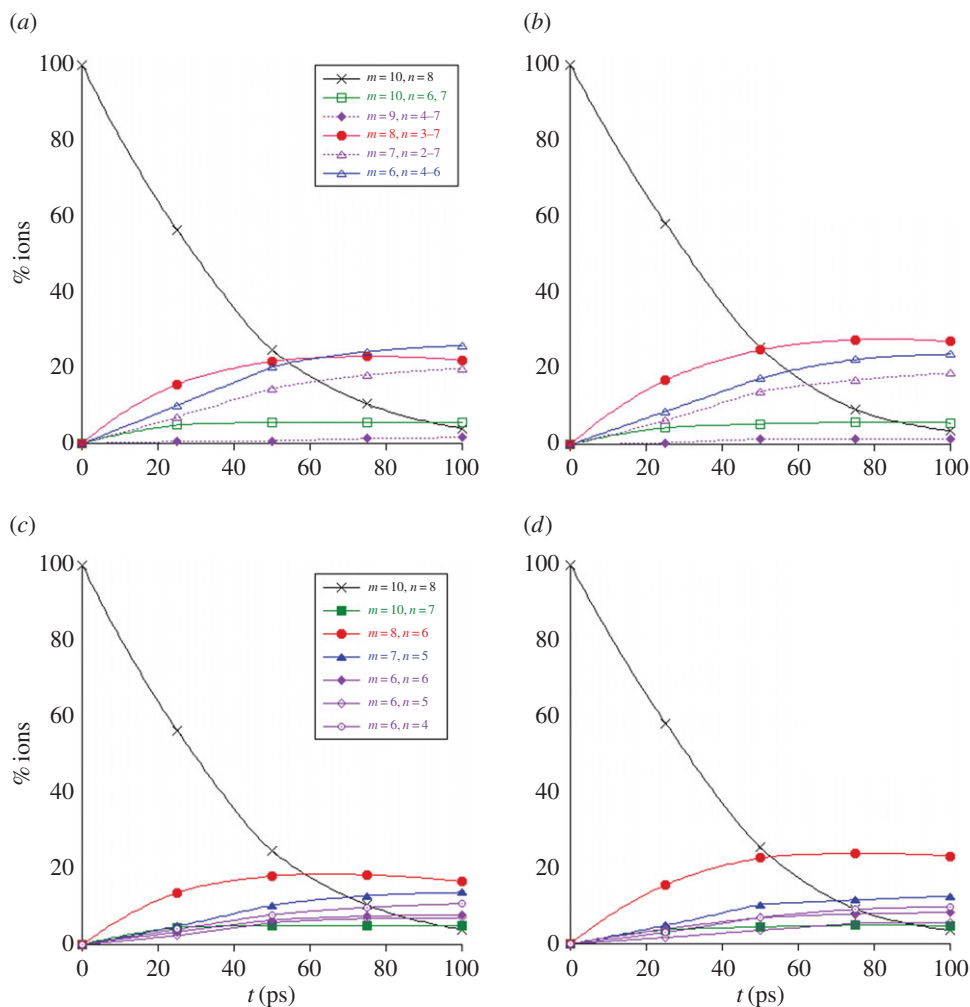 (a)
100
80
60
40
20
0
% ions
m = 10, n = 8
m = 10, n = 6, 7
m = 9, n = 4–7
m = 8, n = 3–7
m = 7, n = 2–7
m = 6, n = 4–6
0 20 40 60 80 100
(b)
100
80
60
40
20
0
0 20 40 60 80 100
(c)
100
80
60
40
20
0
% ions
m = 10, n = 8
m = 10, n = 7
m = 8, n = 6
m = 7, n = 5
m = 6, n = 6
m = 6, n = 5
m = 6, n = 4
0 20 40 60 80 100
t (ps)
(d)
100
80
60
40
20
0
0 20 40 60 80 100
t (ps)